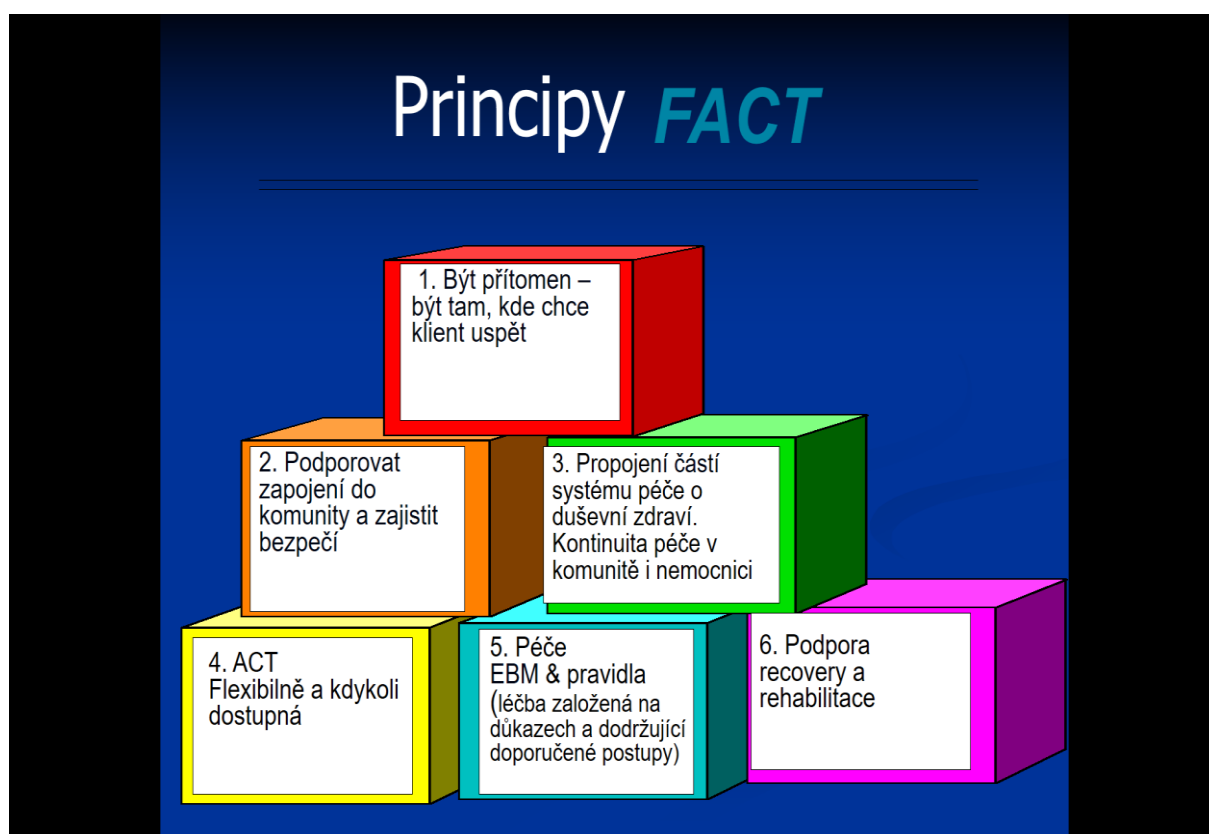 Principy FACT
1. Být přítomen –
být tam, kde chce
klient uspět
2. Podporovat
zapojení do
komunity a zajistit
bezpečí
3. Propojení částí
systému péče o
duševní zdraví.
Kontinuita péče v
komunitě i nemocnici
4. ACT
Flexibilně a kdykoli
dostupná
5. Péče
EBM & pravidla
(léčba založená na
důkazech a dodržující
doporučené postupy)
6. Podpora
recovery a
rehabilitace